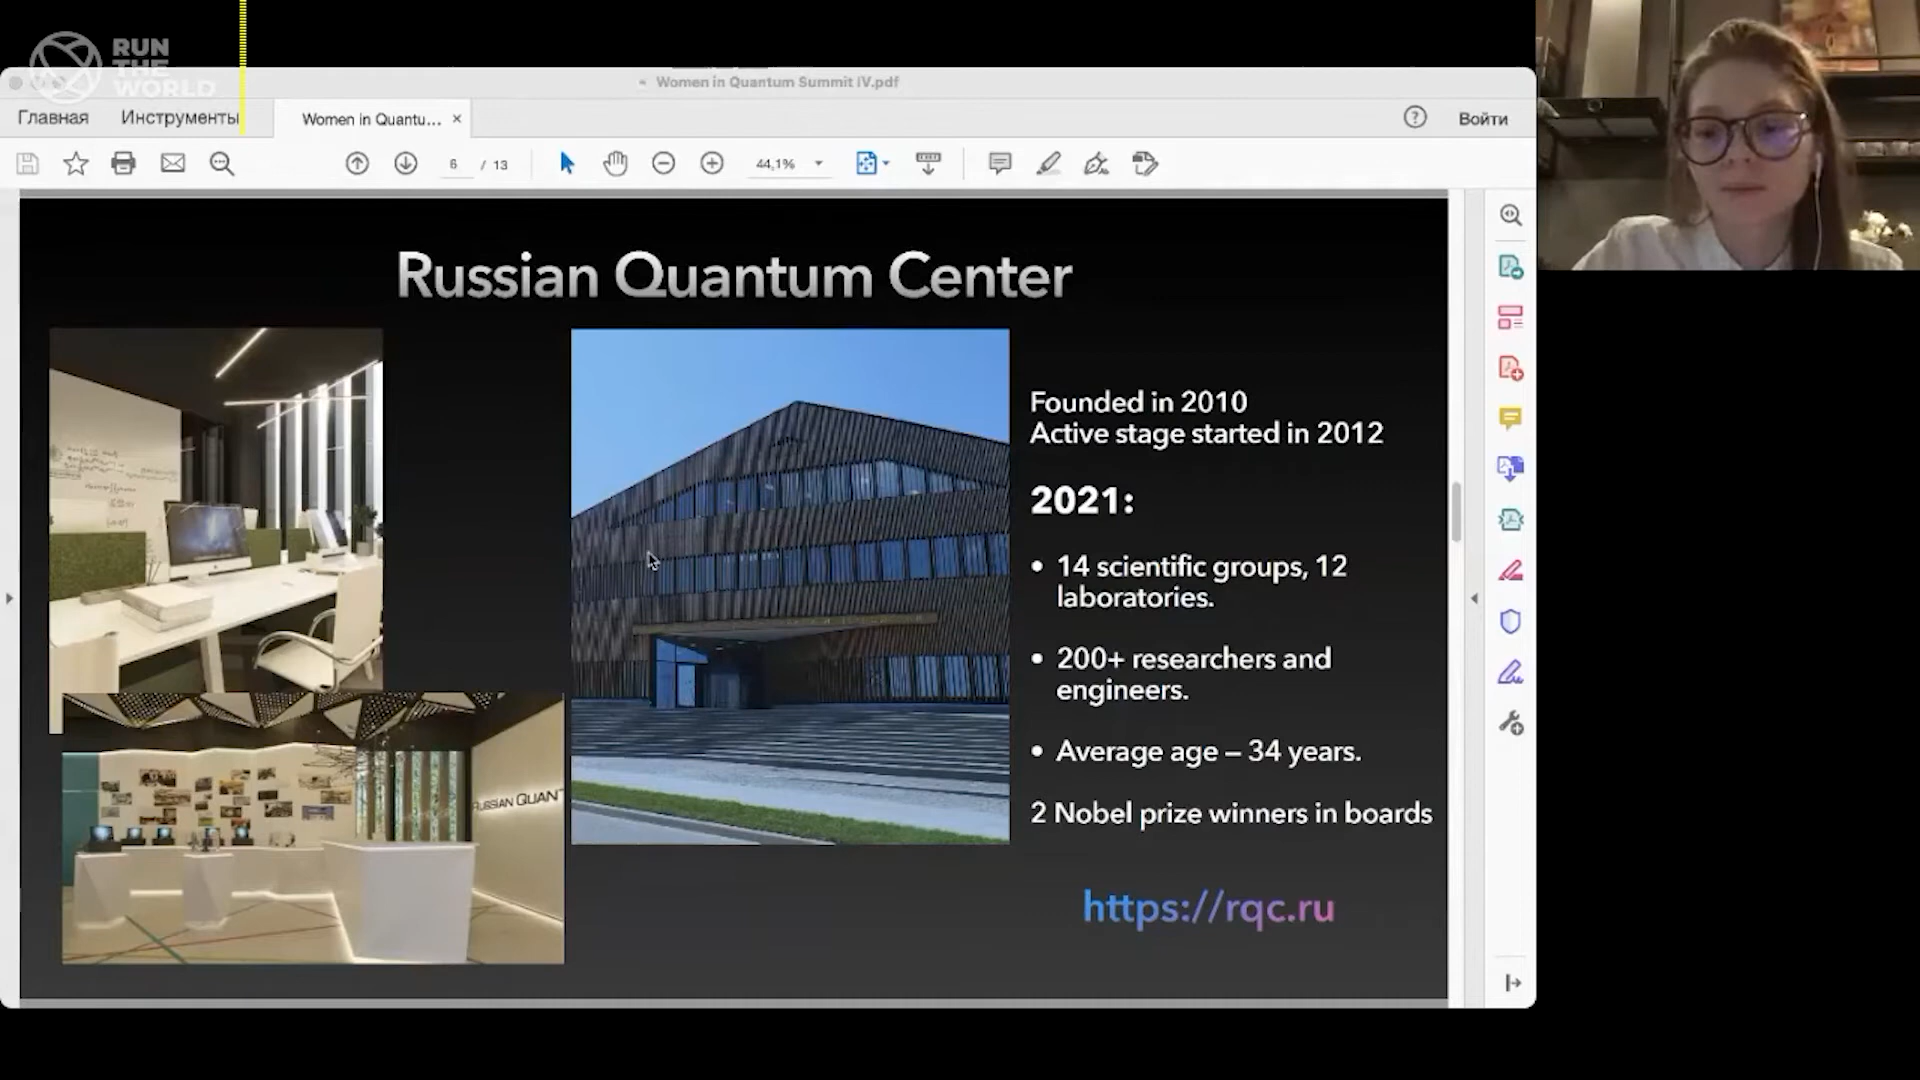 RUN
THE
WORLD
Women in Quantum Summit IV.pdf
Главная
Инструменты
Women in Quantu...
Войти
6 / 13
44,1%
Russian Quantum Center
Founded in 2010
Active stage started in 2012
2021:
• 14 scientific groups, 12
laboratories.
• 200+ researchers and
engineers.
• Average age – 34 years.
2 Nobel prize winners in boards
RUSSIAN QUAN
https://rqc.ru